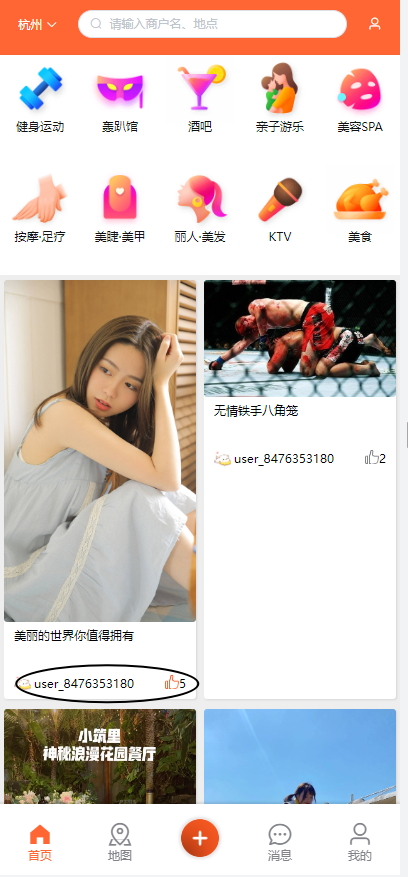 杭州
请输入商户名、地点
健身运动 轰趴馆 酒吧 亲子游乐 美容SPA
按摩·足疗 美睫·美甲 丽人·美发 KTV 美食
美丽的世界你值得拥有
user_8476353180 5
无情铁手八角笼
user_8476353180 2
小筑里
神秘浪漫花园餐厅
首页 地图 消息 我的